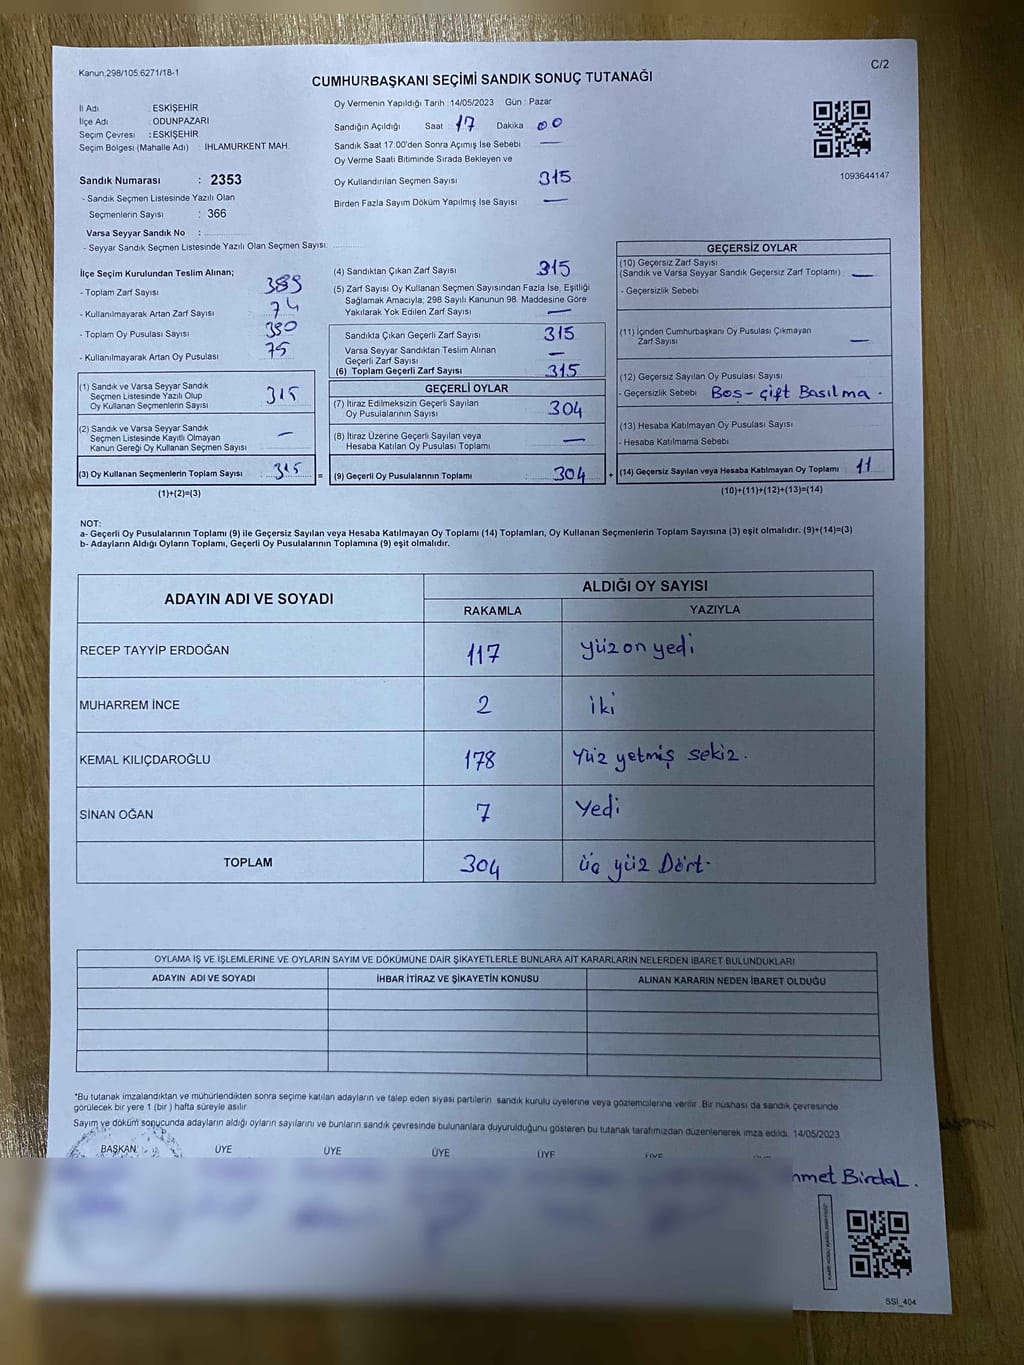 Kanun.298/105,6271/18-1
C/2
CUMHURBAŞKANI SEÇİMİ SANDIK SONUÇ TUTANAĞI
İl Adı : ESKİŞEHİR
İlçe Adı : ODUNPAZARI
Seçim Çevresi : ESKİŞEHİR
Seçim Bölgesi (Mahalle Adı) : IHLAMURKENT MAH.
Sandık Numarası : 2353
- Sandık Seçmen Listesinde Yazılı Olan
Seçmenlerin Sayısı : 366
Varsa Seyyar Sandık No :
- Seyyar Sandık Seçmen Listesinde Yazılı Olan Seçmen Sayısı:
Oy Vermenin Yapıldığı Tarih : 14/05/2023 Gün : Pazar
Sandığın Açıldığı Saat 17 Dakika 00
Sandık Saat 17:00'den Sonra Açımış İse Sebebi —
Oy Verme Saati Bitiminde Sırada Bekleyen ve
Oy Kullandırılan Seçmen Sayısı 315
Birden Fazla Sayım Döküm Yapılmış İse Sayısı —
1093644147
İlçe Seçim Kurulundan Teslim Alınan;
- Toplam Zarf Sayısı 389
- Kullanılmayarak Artan Zarf Sayısı 74
- Toplam Oy Pusulası Sayısı 390
- Kullanılmayarak Artan Oy Pusulası 75
(1) Sandık ve Varsa Seyyar Sandık
Seçmen Listesinde Yazılı Olup
Oy Kullanan Seçmenlerin Sayısı 315
(2) Sandık ve Varsa Seyyar Sandık
Seçmen Listesinde Kayıtlı Olmayan
Kanun Gereği Oy Kullanan Seçmen Sayısı —
(3) Oy Kullanan Seçmenlerin Toplam Sayısı : 315 =
(1)+(2)=(3)
(4) Sandıktan Çıkan Zarf Sayısı 315
(5) Zarf Sayısı Oy Kullanan Seçmen Sayısından Fazla İse, Eşitliği
Sağlamak Amacıyla; 298 Sayılı Kanunun 98. Maddesine Göre
Yakılarak Yok Edilen Zarf Sayısı —
Sandıkta Çıkan Geçerli Zarf Sayısı 315
Varsa Seyyar Sandıktan Teslim Alınan
Geçerli Zarf Sayısı —
(6) Toplam Geçerli Zarf Sayısı 315
GEÇERLİ OYLAR
(7) İtiraz Edilmeksizin Geçerli Sayılan
Oy Pusulalarının Sayısı 304
(8) İtiraz Üzerine Geçerli Sayılan veya
Hesaba Katılan Oy Pusulası Toplamı —
(9) Geçerli Oy Pusulalarının Toplamı : 304 +
GEÇERSİZ OYLAR
(10) Geçersiz Zarf Sayısı
(Sandık ve Varsa Seyyar Sandık Geçersiz Zarf Toplamı) —
- Geçersizlik Sebebi
(11) İçinden Cumhurbaşkanı Oy Pusulası Çıkmayan
Zarf Sayısı —
(12) Geçersiz Sayılan Oy Pusulası Sayısı
- Geçersizlik Sebebi Boş - çift Basılma.
(13) Hesaba Katılmayan Oy Pusulası Sayısı
- Hesaba Katılmama Sebebi
(14) Geçersiz Sayılan veya Hesaba Katılmayan Oy Toplamı 11
(10)+(11)+(12)+(13)=(14)
NOT:
a- Geçerli Oy Pusulalarının Toplamı (9) ile Geçersiz Sayılan veya Hesaba Katılmayan Oy Toplamı (14) Toplamları, Oy Kullanan Seçmenlerin Toplam Sayısına (3) eşit olmalıdır. (9)+(14)=(3)
b- Adayların Aldığı Oyların Toplamı, Geçerli Oy Pusulalarının Toplamına (9) eşit olmalıdır.
ADAYIN ADI VE SOYADI ALDIĞI OY SAYISI
RAKAMLA YAZIYLA
RECEP TAYYİP ERDOĞAN 117 yüz on yedi
MUHARREM İNCE 2 iki
KEMAL KILIÇDAROĞLU 178 Yüz yetmiş sekiz.
SİNAN OĞAN 7 Yedi
TOPLAM 304 üç yüz Dört
OYLAMA İŞ VE İŞLEMLERİNE VE OYLARIN SAYIM VE DÖKÜMÜNE DAİR ŞİKAYETLERLE BUNLARA AİT KARARLARIN NELERDEN İBARET BULUNDUKLARI
ADAYIN ADI VE SOYADI İHBAR İTİRAZ VE ŞİKAYETİN KONUSU ALINAN KARARIN NEDEN İBARET OLDUĞU
*Bu tutanak imzalandıktan ve mühürlendikten sonra seçime katılan adayların ve talep eden siyasi partilerin sandık kurulu üyelerine veya gözlemcilerine verilir. Bir nüshası da sandık çevresinde
görülecek bir yere 1 (bir ) hafta süreyle asılır.
Sayım ve döküm sonucunda adayların aldığı oyların sayılarını ve bunların sandık çevresinde bulunanlara duyurulduğunu gösteren bu tutanak tarafımızdan düzenlenerek imza edildi. 14/05/2023
BAŞKAN ÜYE ÜYE ÜYE ÜYE ÜYE
hmet Birdal.
SSİ_404